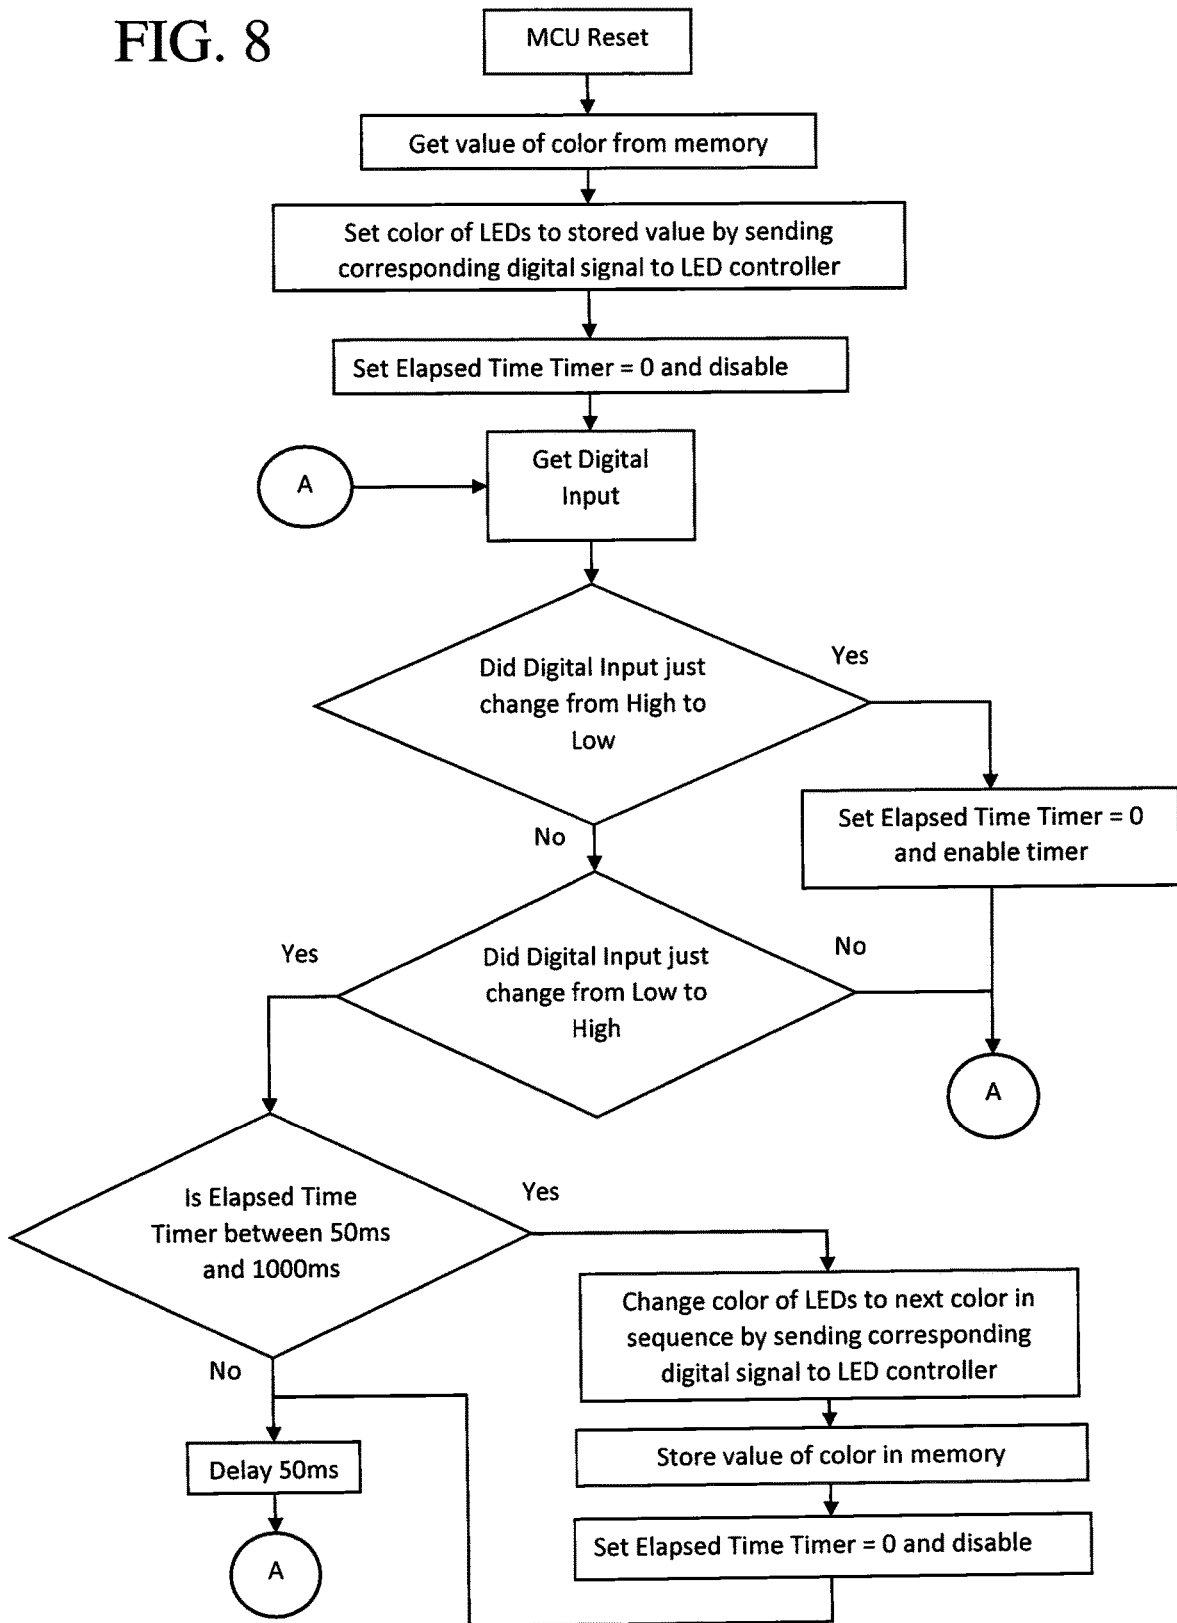 FIG. 8
MCU Reset
Get value of color from memory
Set color of LEDs to stored value by sending
corresponding digital signal to LED controller
Set Elapsed Time Timer = 0 and disable
A
Get Digital
Input
Did Digital Input just
change from High to
Low
Yes
No
Set Elapsed Time Timer = 0
and enable timer
Did Digital Input just
change from Low to
High
Yes
No
A
Is Elapsed Time
Timer between 50ms
and 1000ms
Yes
No
Change color of LEDs to next color in
sequence by sending corresponding
digital signal to LED controller
Store value of color in memory
Set Elapsed Time Timer = 0 and disable
Delay 50ms
A